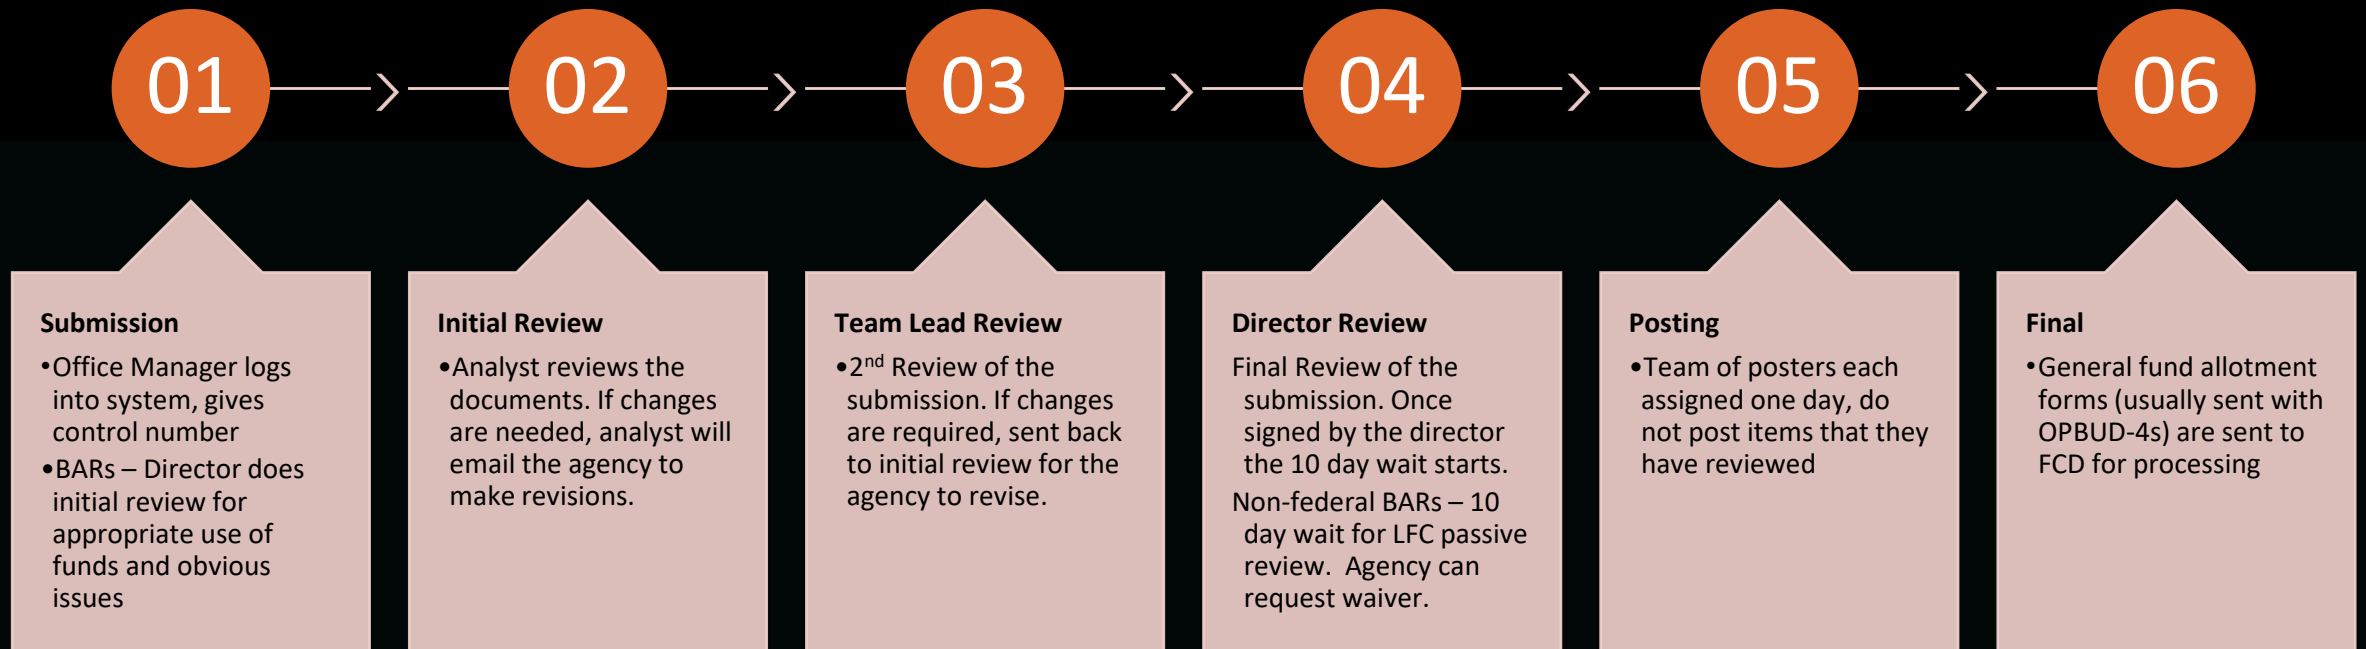 01
02
03
04
05
06
Submission
•Office Manager logs
into system, gives
control number
•BARs – Director does
initial review for
appropriate use of
funds and obvious
issues
Initial Review
•Analyst reviews the
documents. If changes
are needed, analyst will
email the agency to
make revisions.
Team Lead Review
•2nd Review of the
submission. If changes
are required, sent back
to initial review for the
agency to revise.
Director Review
Final Review of the
submission. Once
signed by the director
the 10 day wait starts.
Non-federal BARs – 10
day wait for LFC passive
review.  Agency can
request waiver.
Posting
•Team of posters each
assigned one day, do
not post items that they
have reviewed
Final
•General fund allotment
forms (usually sent with
OPBUD-4s) are sent to
FCD for processing